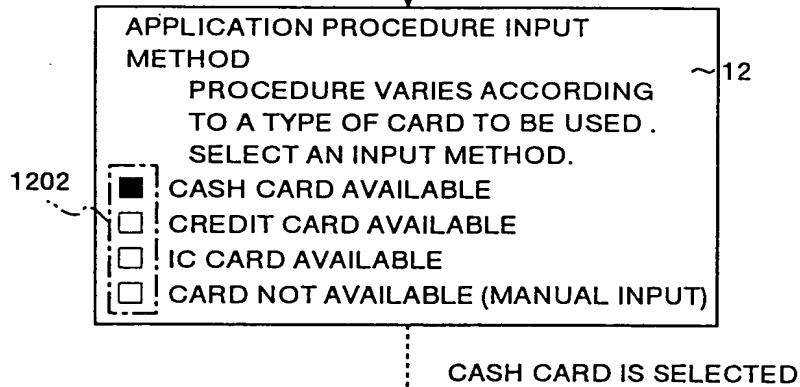 APPLICATION PROCEDURE INPUT
METHOD
12
PROCEDURE VARIES ACCORDING
TO A TYPE OF CARD TO BE USED .
SELECT AN INPUT METHOD.
1202
CASH CARD AVAILABLE
CREDIT CARD AVAILABLE
IC CARD AVAILABLE
CARD NOT AVAILABLE (MANUAL INPUT)
CASH CARD IS SELECTED